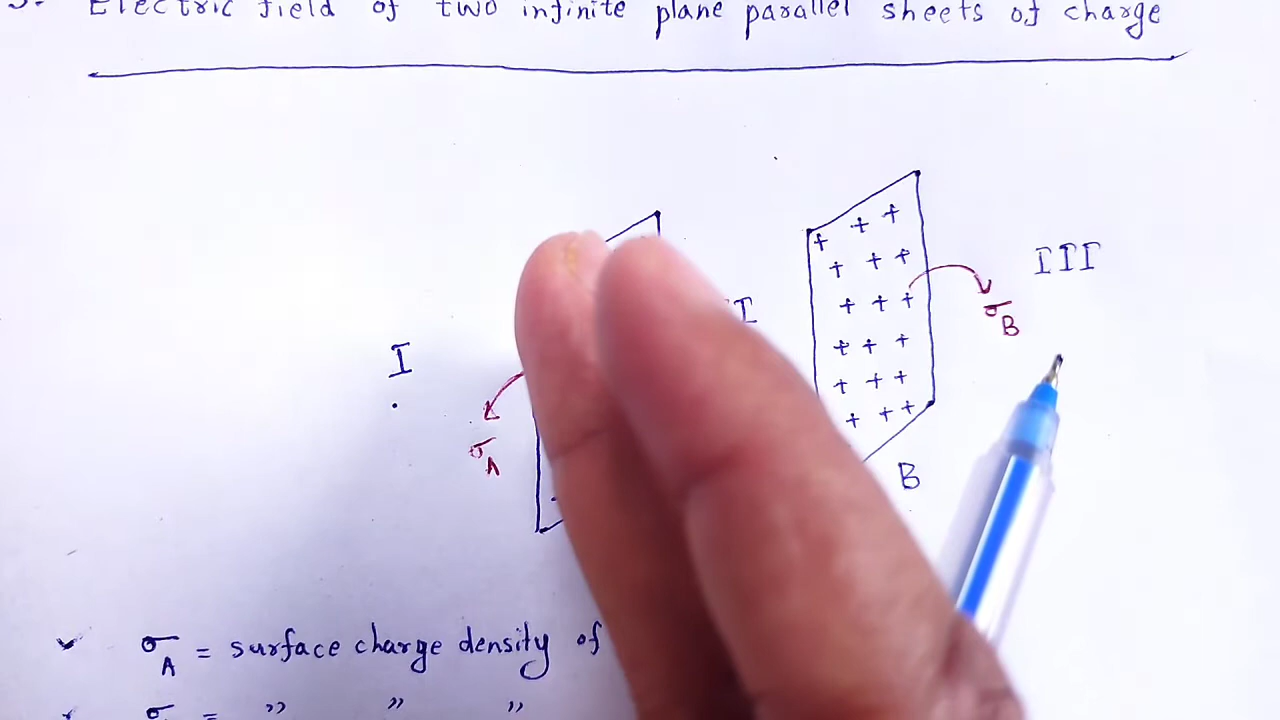 Electric field of two infinite plane parallel sheets of charge
III
I
σB
σA
B
σA = surface charge density of
= " " "